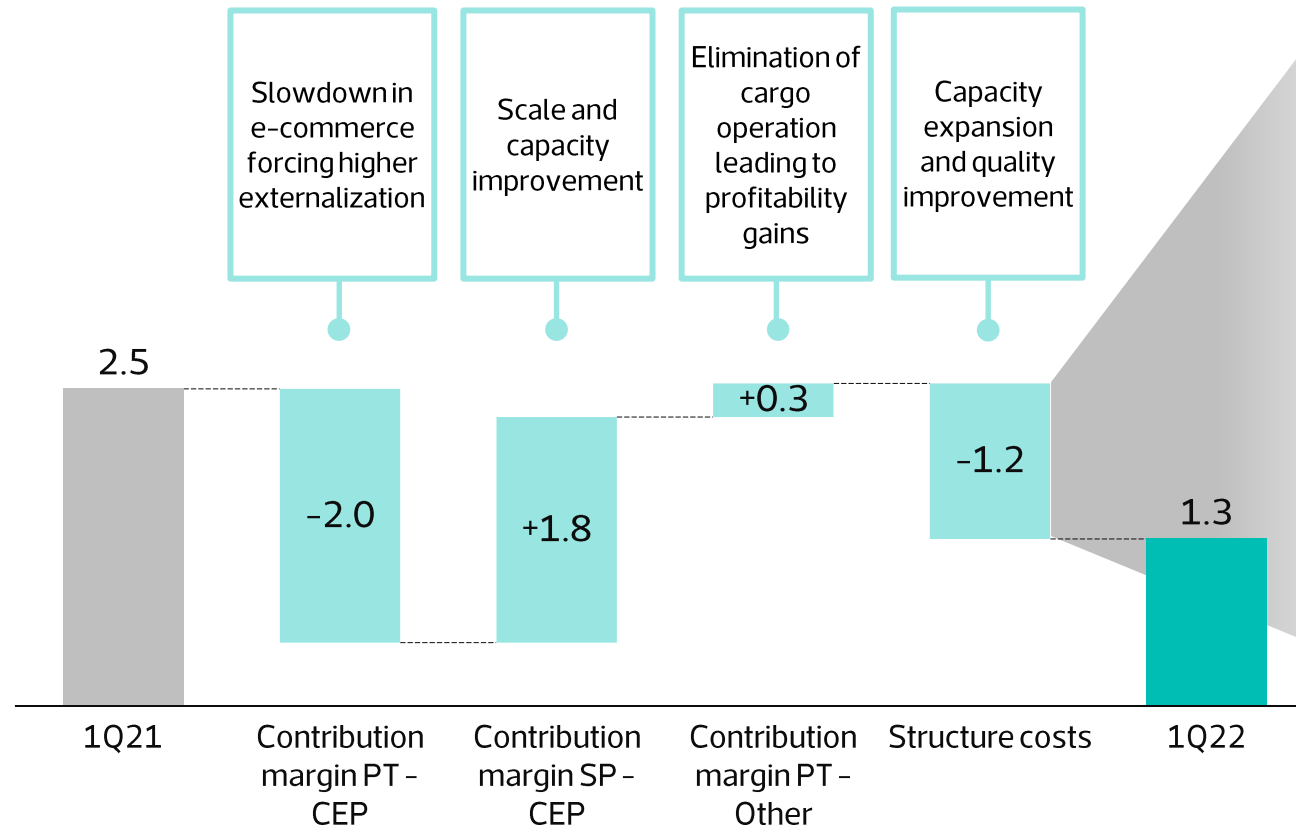 Slowdown in
e-commerce
forcing higher
externalization
Scale and
capacity
improvement
Elimination of
cargo
operation
leading to
profitability
gains
Capacity
expansion
and quality
improvement
2.5
-2.0
+1.8
+0.3
-1.2
1.3
1Q21
Contribution
margin PT -
CEP
Contribution
margin SP -
CEP
Contribution
margin PT -
Other
Structure costs
1Q22